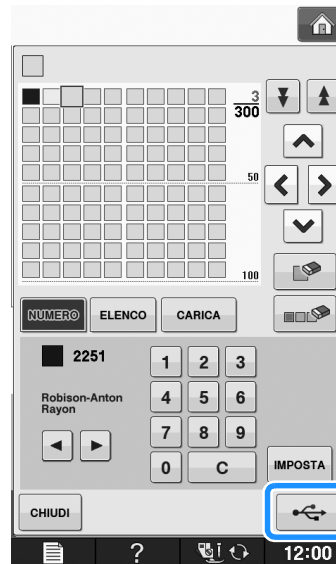 3
300
50
100
NUMERO ELENCO CARICA
2251
Robison-Anton
Rayon
1 2 3
4 5 6
7 8 9
0 C
IMPOSTA
CHIUDI
? 12:00